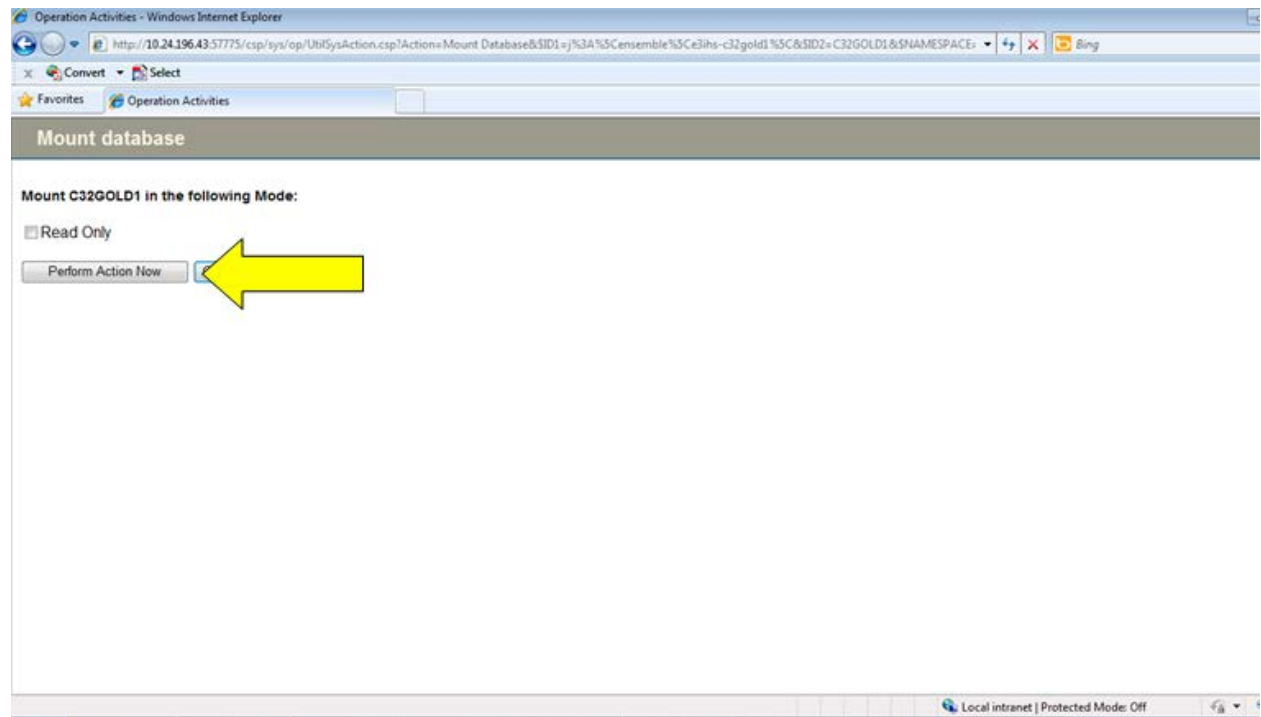 Operation Activities - Windows Internet Explorer
http://10.24.196.43:57775/csp/sys/op/UtilSysAction.csp?Action=Mount Database&$ID1=j%3A%5Censemble%5Ce3ihs-c32gold1%5C&$ID2=C32GOLD1&$NAMESPACE= Bing
x Convert Select
Favorites Operation Activities
Mount database
Mount C32GOLD1 in the following Mode:
Read Only
Perform Action Now
Local intranet | Protected Mode: Off